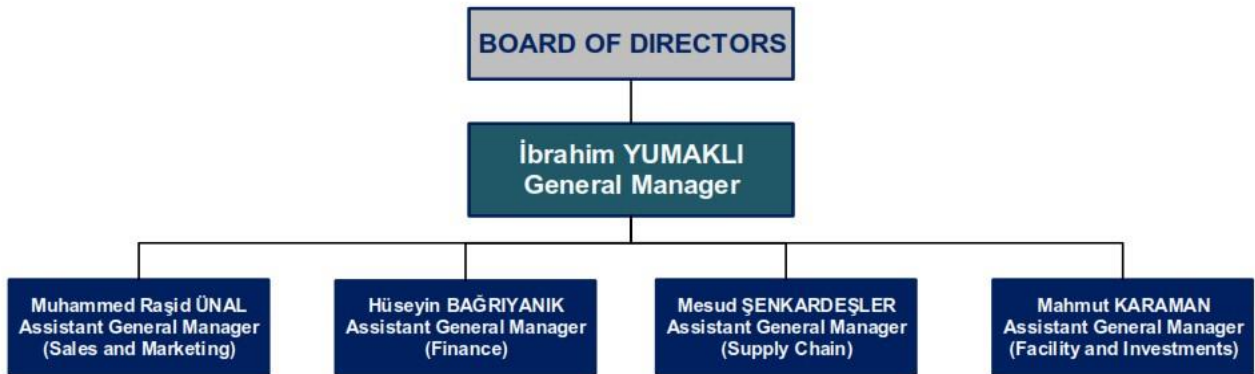 BOARD OF DIRECTORS
İbrahim YUMAKLI
General Manager
Muhammed Raşid ÜNAL
Assistant General Manager
(Sales and Marketing)
Hüseyin BAĞRIYANIK
Assistant General Manager
(Finance)
Mesud ŞENKARDEŞLER
Assistant General Manager
(Supply Chain)
Mahmut KARAMAN
Assistant General Manager
(Facility and Investments)